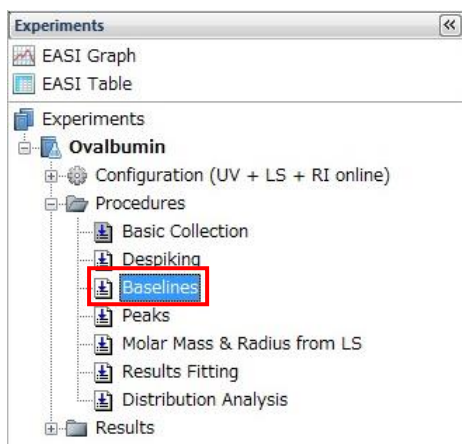 Experiments
EASI Graph
EASI Table
Experiments
Ovalbumin
Configuration (UV + LS + RI online)
Procedures
Basic Collection
Despiking
Baselines
Peaks
Molar Mass & Radius from LS
Results Fitting
Distribution Analysis
Results